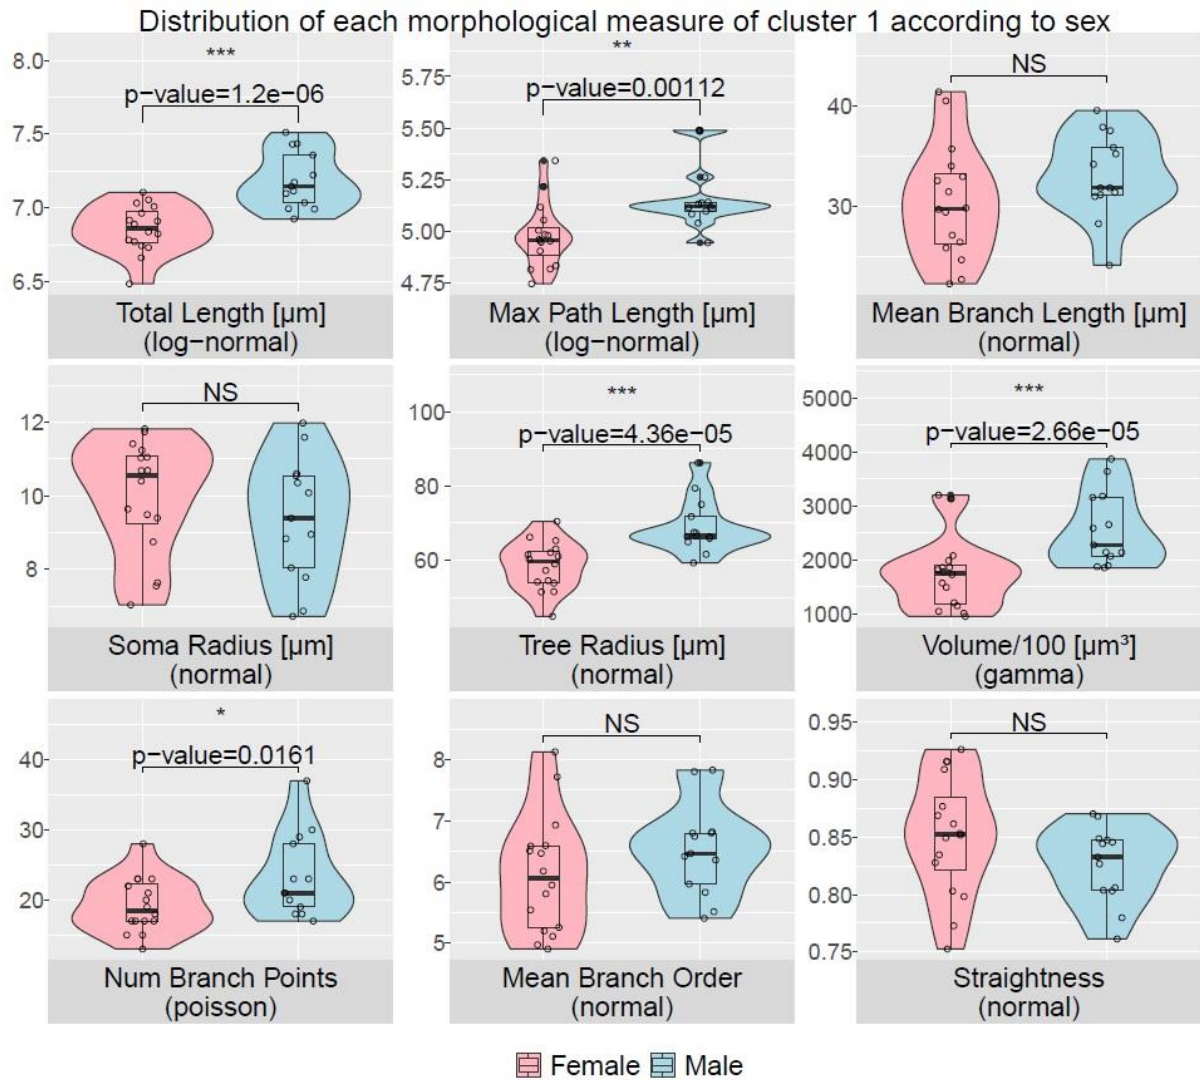 Distribution of each morphological measure of cluster 1 according to sex
***
p−value=1.2e−06
8.0
7.5
7.0
6.5
Total Length [µm]
(log−normal)
**
p−value=0.00112
5.75
5.50
5.25
5.00
4.75
Max Path Length [µm]
(log−normal)
NS
40
30
Mean Branch Length [µm]
(normal)
NS
12
10
8
Soma Radius [µm]
(normal)
***
p−value=4.36e−05
100
80
60
Tree Radius [µm]
(normal)
***
p−value=2.66e−05
5000
4000
3000
2000
1000
Volume/100 [µm³]
(gamma)
*
p−value=0.0161
40
30
20
Num Branch Points
(poisson)
NS
8
7
6
5
Mean Branch Order
(normal)
NS
0.95
0.90
0.85
0.80
0.75
Straightness
(normal)
Female Male